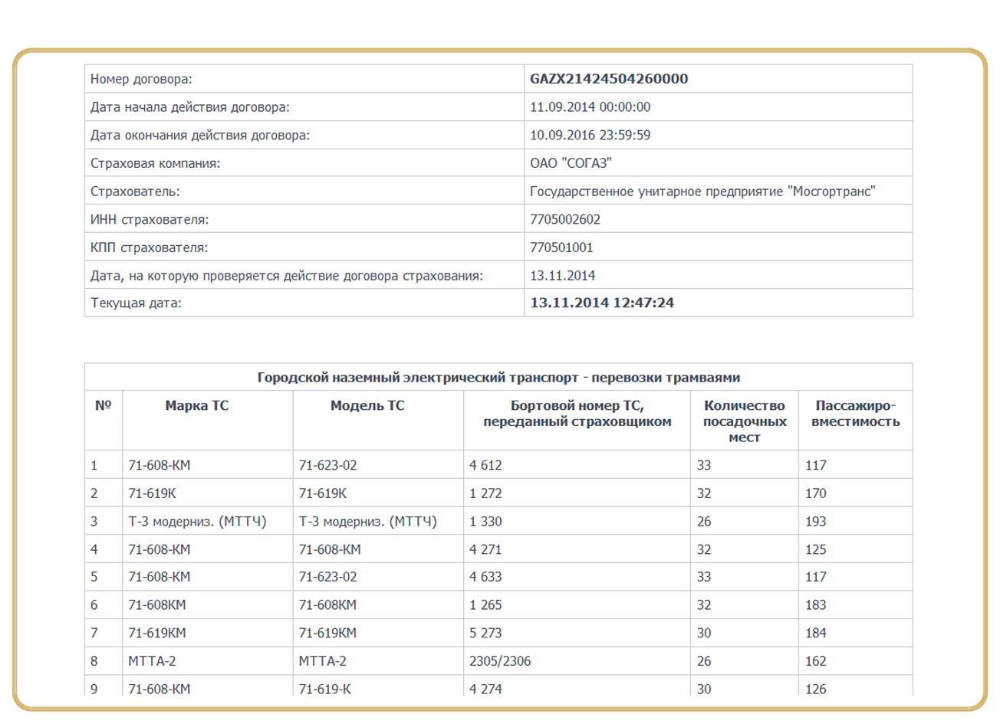 Номер договора: GAZX21424504260000
Дата начала действия договора: 11.09.2014 00:00:00
Дата окончания действия договора: 10.09.2016 23:59:59
Страховая компания: ОАО "СОГАЗ"
Страхователь: Государственное унитарное предприятие "Мосгортранс"
ИНН страхователя: 7705002602
КПП страхователя: 770501001
Дата, на которую проверяется действие договора страхования: 13.11.2014
Текущая дата: 13.11.2014 12:47:24
Городской наземный электрический транспорт - перевозки трамваями
№ Марка ТС Модель ТС Бортовой номер ТС, Количество Пассажиро-
переданный страховщиком посадочных вместимость
мест
1 71-608-КМ 71-623-02 4 612 33 117
2 71-619К 71-619К 1 272 32 170
3 Т-3 модерниз. (МТТЧ) Т-3 модерниз. (МТТЧ) 1 330 26 193
4 71-608-КМ 71-608-КМ 4 271 32 125
5 71-608-КМ 71-623-02 4 633 33 117
6 71-608КМ 71-608КМ 1 265 32 183
7 71-619КМ 71-619КМ 5 273 30 184
8 МТТА-2 МТТА-2 2305/2306 26 162
9 71-608-КМ 71-619-К 4 274 30 126